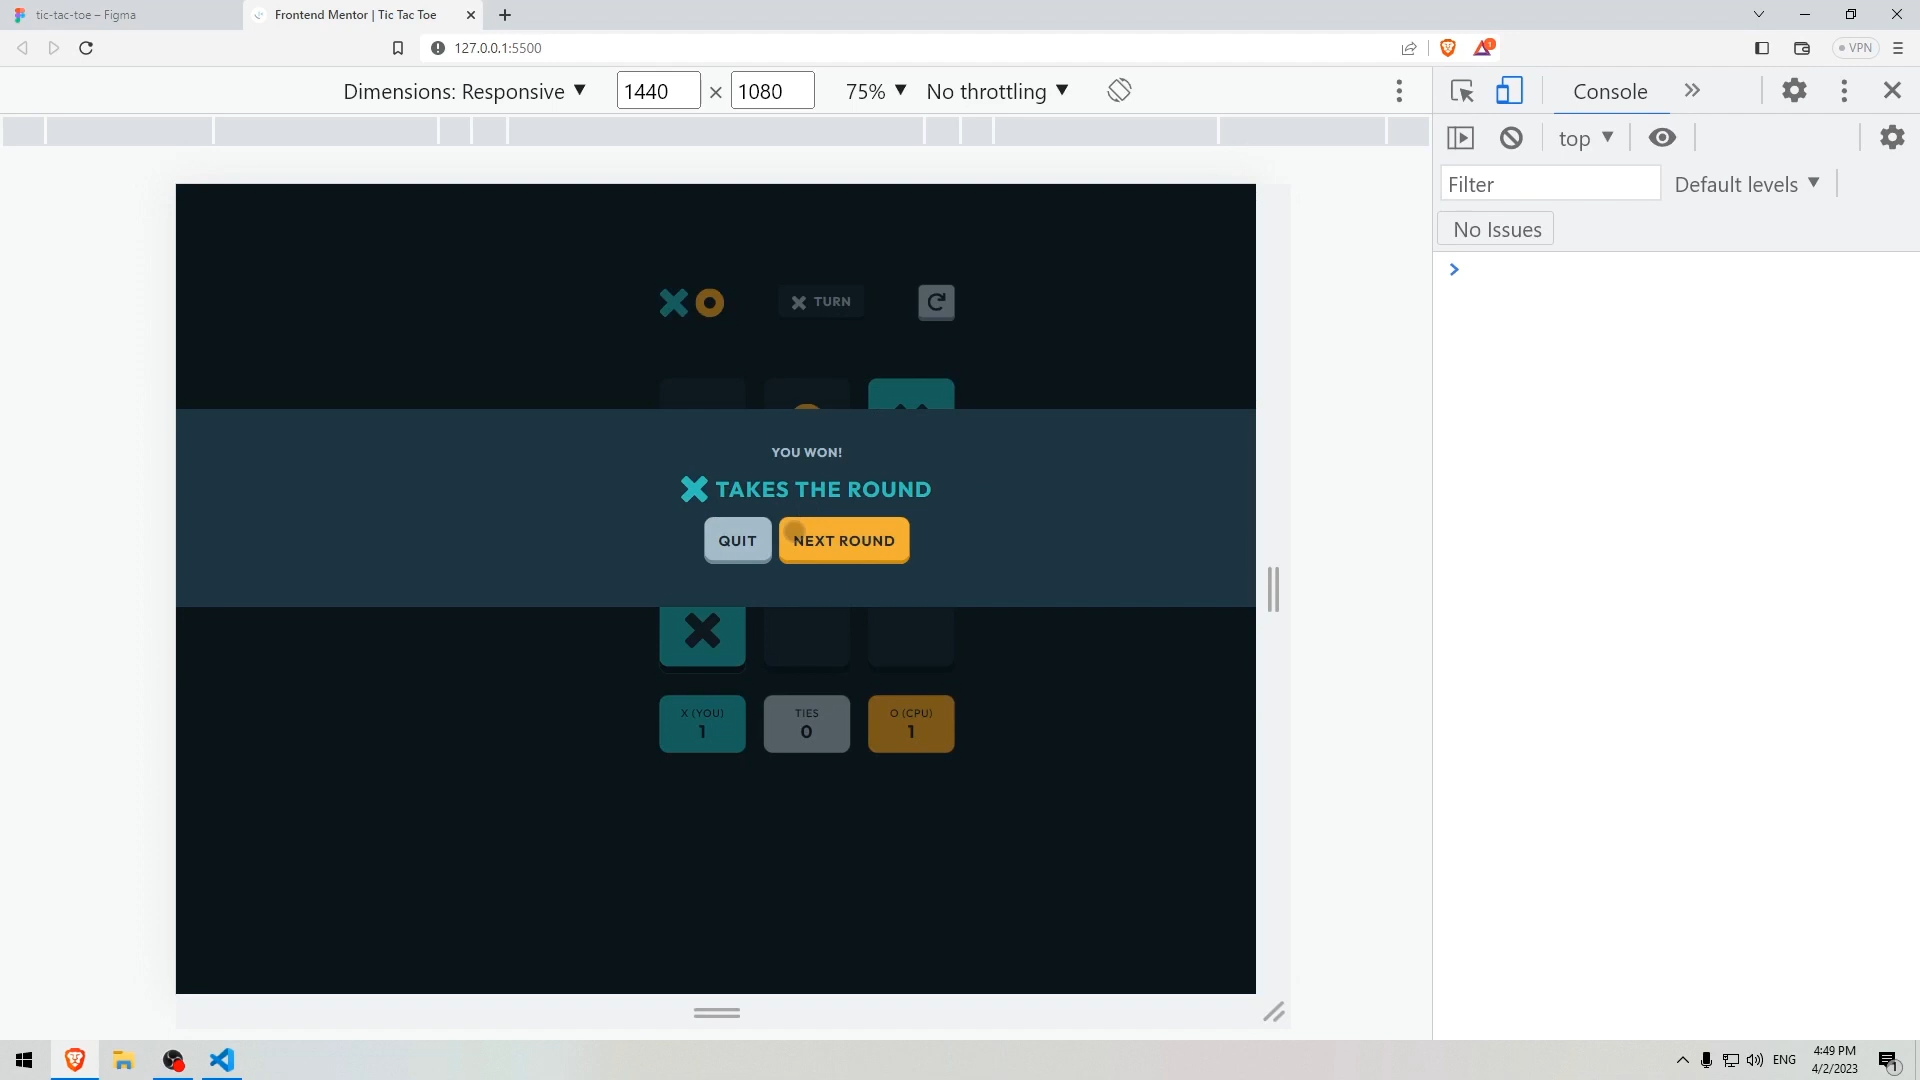 tic-tac-toe – Figma
Frontend Mentor | Tic Tac Toe
127.0.0.1:5500
VPN
Dimensions: Responsive
1440 × 1080
75%
No throttling
Console
top
Filter
Default levels
No Issues
TURN
YOU WON!
TAKES THE ROUND
QUIT
NEXT ROUND
X (YOU)
1
TIES
0
O (CPU)
1
ENG
4:49 PM
4/2/2023
1